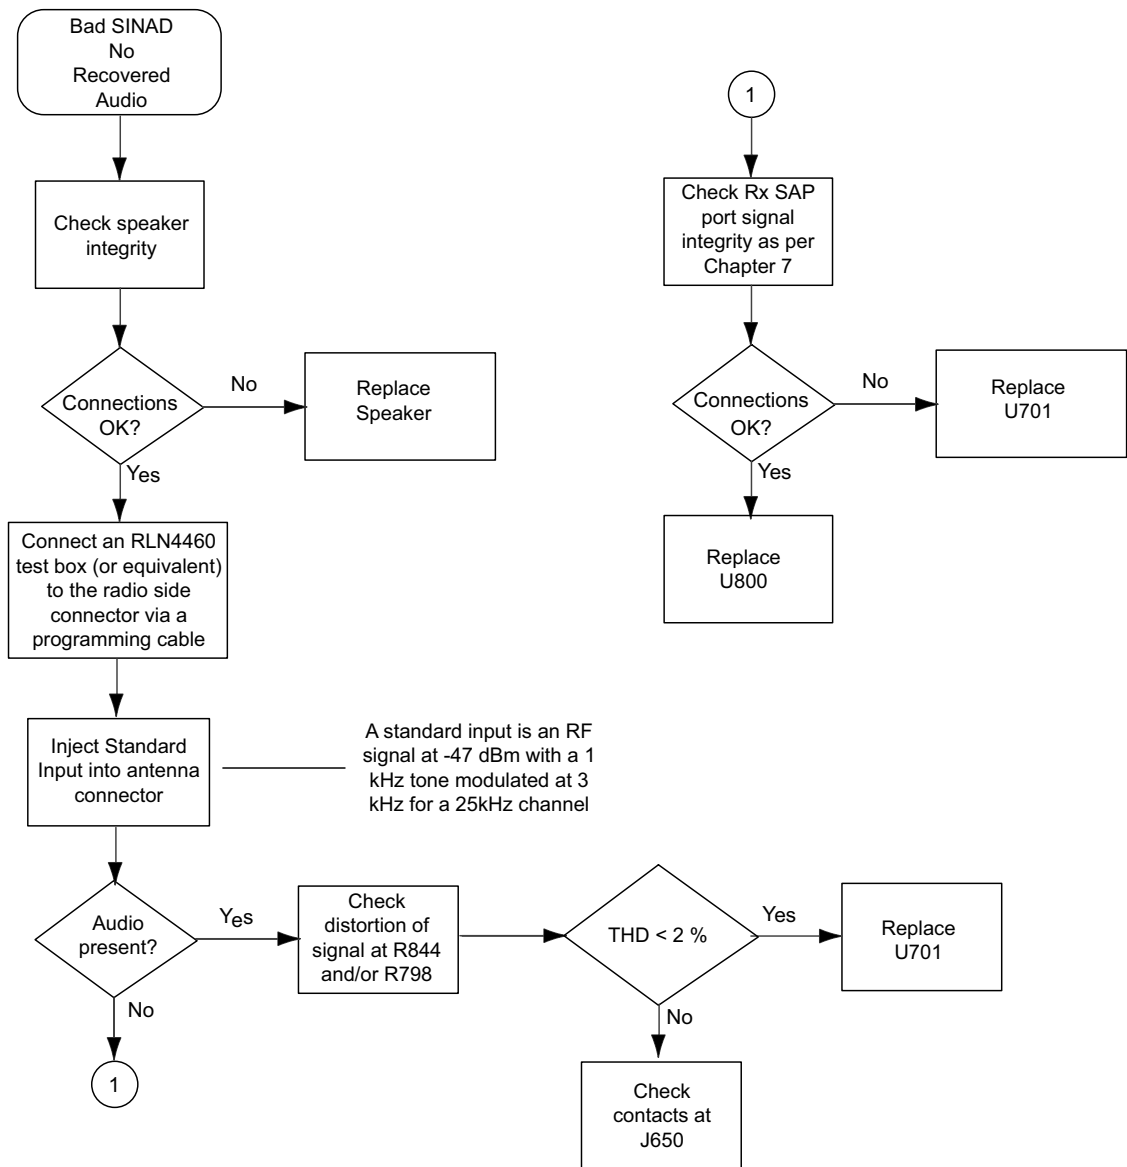 Bad SINAD
No
Recovered
Audio
Check speaker
integrity
Connections
OK?
No
Replace
Speaker
Yes
Connect an RLN4460
test box (or equivalent)
to the radio side
connector via a
programming cable
Inject Standard
Input into antenna
connector
A standard input is an RF
signal at -47 dBm with a 1
kHz tone modulated at 3
kHz for a 25kHz channel
Audio
present?
Yes
Check
distortion of
signal at R844
and/or R798
THD < 2 %
Yes
Replace
U701
No
Check
contacts at
J650
No
1
1
Check Rx SAP
port signal
integrity as per
Chapter 7
Connections
OK?
No
Replace
U701
Yes
Replace
U800